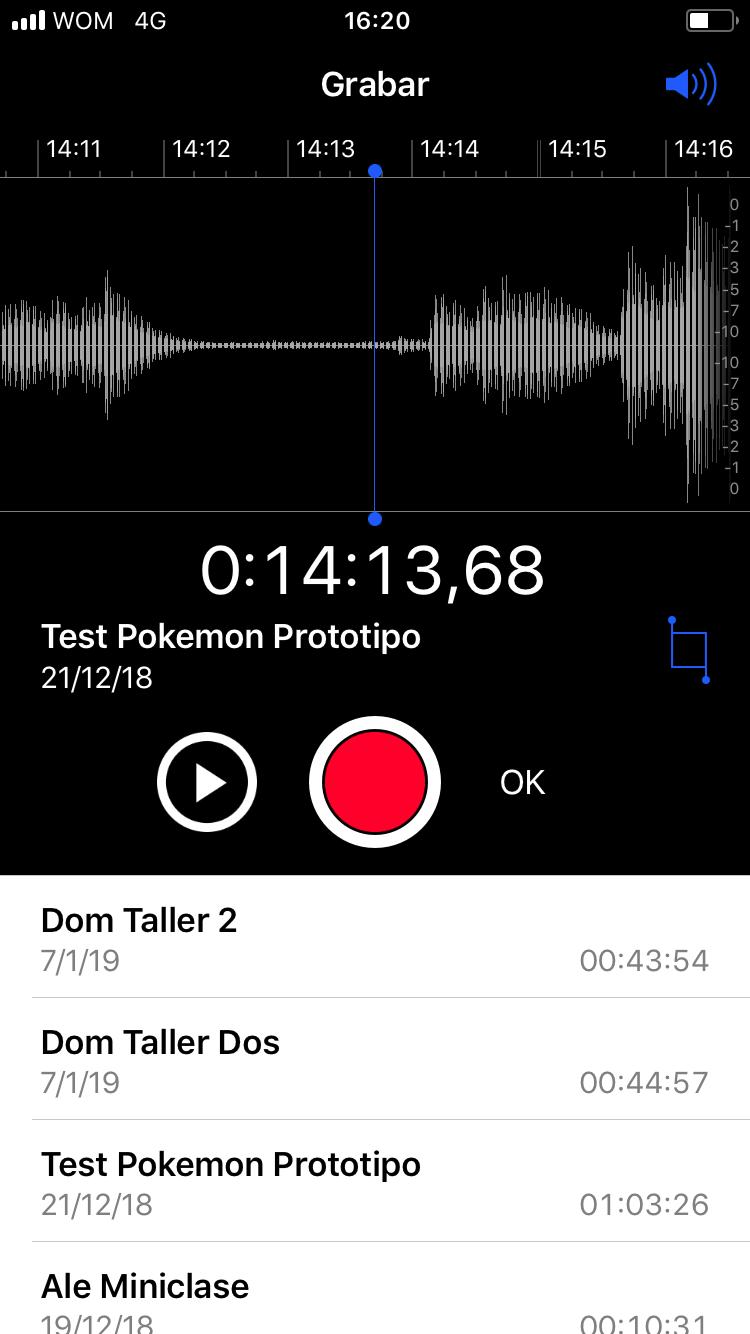 WOM 4G 16:20
Grabar
14:11 14:12 14:13 14:14 14:15 14:16
0
-1
-2
-3
-5
-7
-10
-10
-7
-5
-3
-2
-1
0
0:14:13,68
Test Pokemon Prototipo
21/12/18
OK
Dom Taller 2
7/1/19 00:43:54
Dom Taller Dos
7/1/19 00:44:57
Test Pokemon Prototipo
21/12/18 01:03:26
Ale Miniclase
19/12/18 00:10:31